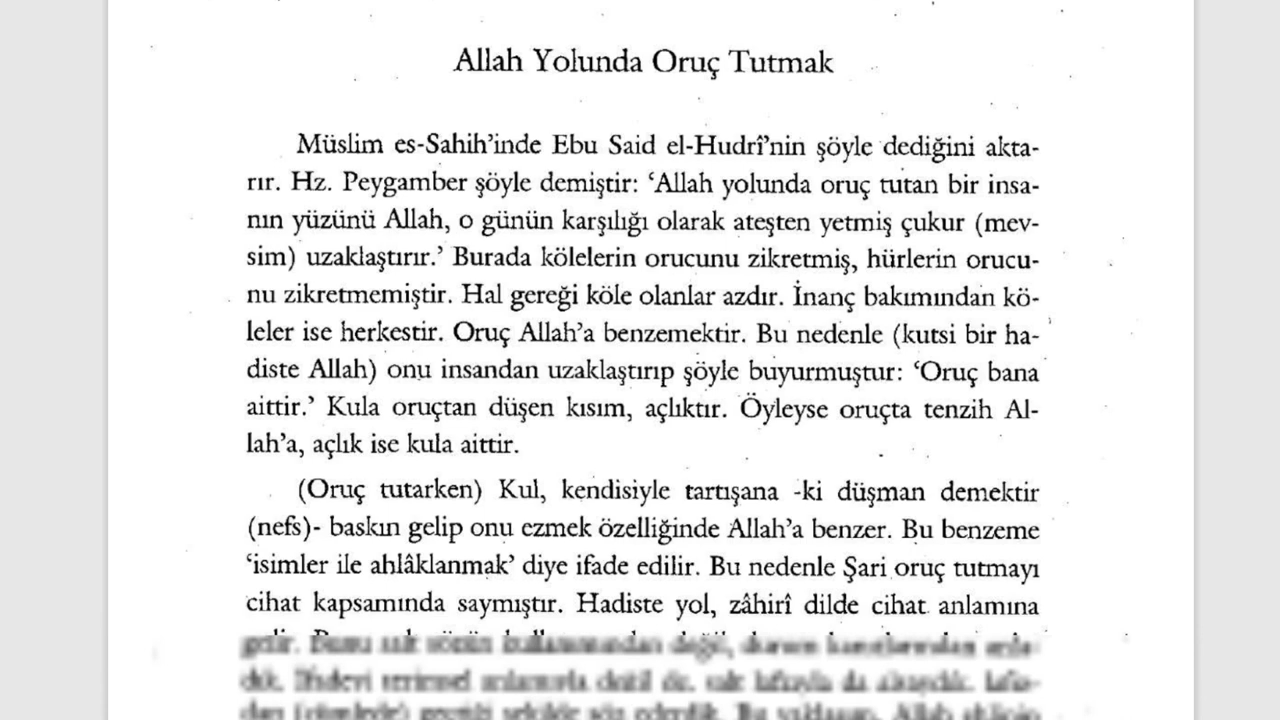 Allah Yolunda Oruç Tutmak
Müslim es-Sahih’inde Ebu Said el-Hudrî’nin şöyle dediğini akta-
rır. Hz. Peygamber şöyle demiştir: ‘Allah yolunda oruç tutan bir insa-
nın yüzünü Allah, o günün karşılığı olarak ateşten yetmiş çukur (mev-
sim) uzaklaştırır.’ Burada kölelerin orucunu zikretmiş, hürlerin orucu-
nu zikretmemiştir. Hal gereği köle olanlar azdır. İnanç bakımından kö-
leler ise herkestir. Oruç Allah’a benzemektir. Bu nedenle (kutsi bir ha-
diste Allah) onu insandan uzaklaştırıp şöyle buyurmuştur: ‘Oruç bana
aittir.’ Kula oruçtan düşen kısım, açlıktır. Öyleyse oruçta tenzih Al-
lah’a, açlık ise kula aittir.
(Oruç tutarken) Kul, kendisiyle tartışana -ki düşman demektir
(nefs)- baskın gelip onu ezmek özelliğinde Allah’a benzer. Bu benzeme
‘isimler ile ahlâklanmak’ diye ifade edilir. Bu nedenle Şari oruç tutmayı
cihat kapsamında saymıştır. Hadiste yol, zâhirî dilde cihat anlamına
gelir.